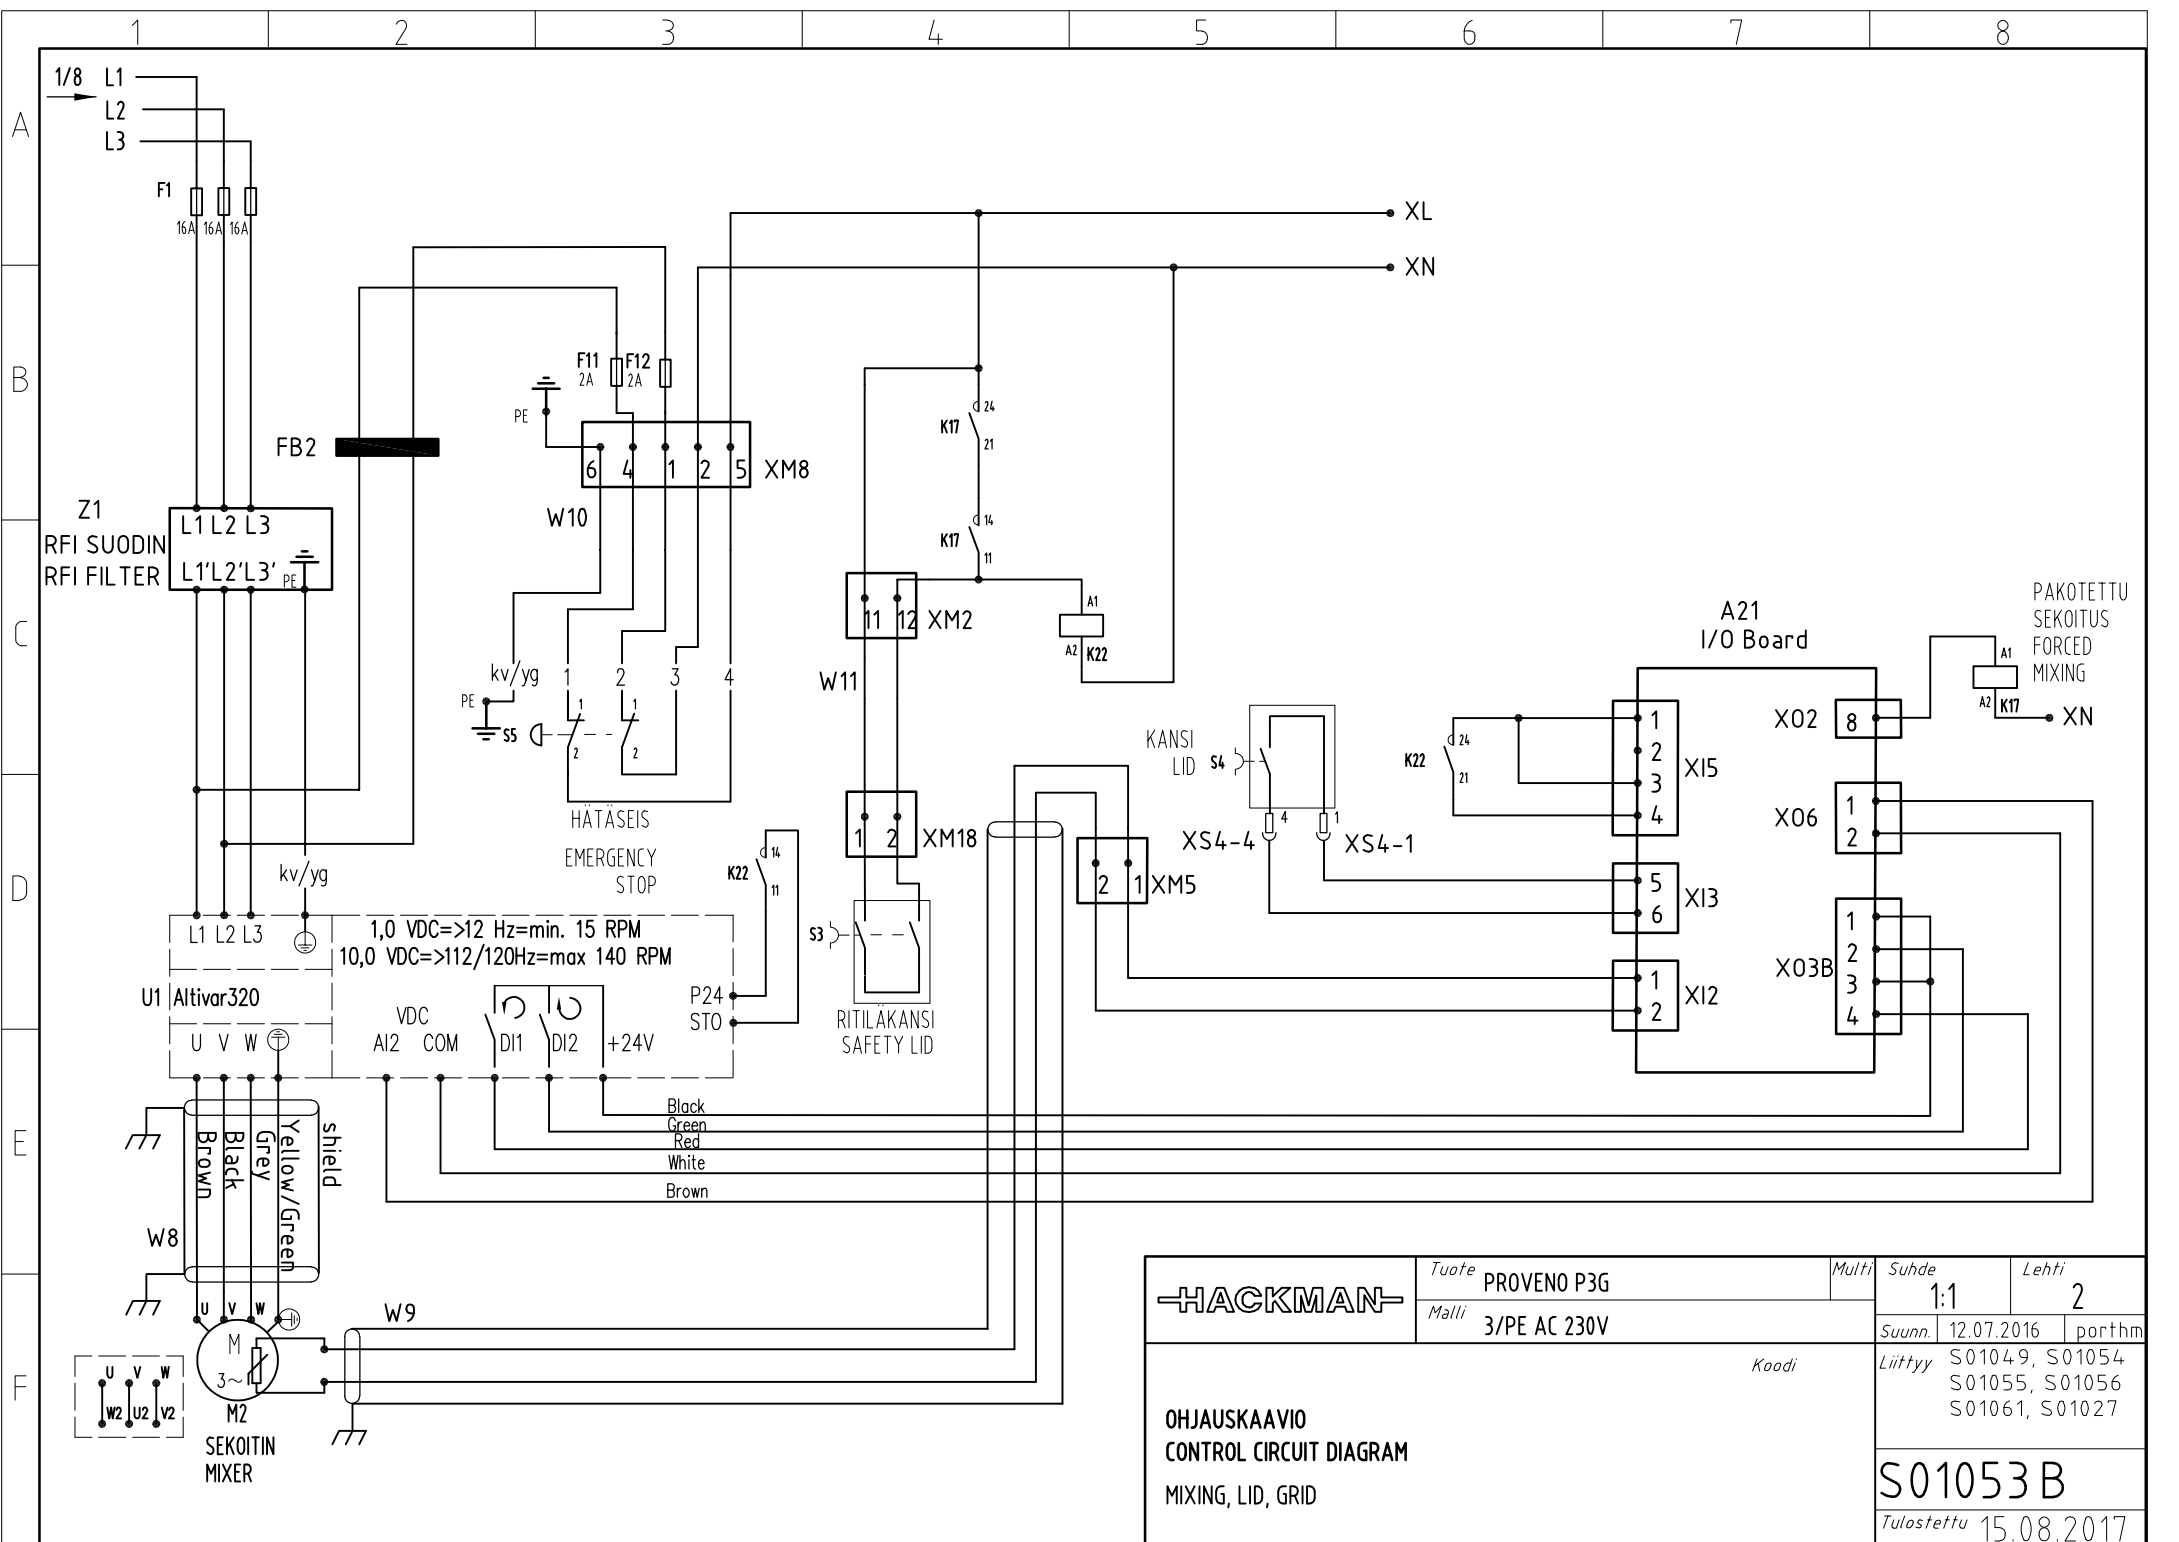 1 2 3 4 5 6 7 8
A
B
C
D
E
F
1/8 L1
L2
L3
F1
16A 16A 16A
XL
XN
F11 F12
2A 2A
PE
FB2
6 4 1 2 5 XM8
W10
K17 24
21
K17 14
11
Z1
RFI SUODIN
RFI FILTER
L1 L2 L3
L1'L2'L3' PE
11 12 XM2
A1
A2 K22
W11
kv/yg 1 2 3 4
PE
S5
1 1
2 2
HÄTÄSEIS
EMERGENCY
STOP
KANSI
LID S4
4 1
XS4-4 XS4-1
K22 24
21
A21
I/O Board
1
2
3
4
XI5
5
6
XI3
1
2
XI2
XO2 8
XO6 1
2
XO3B
1
2
3
4
PAKOTETTU
SEKOITUS
FORCED
MIXING
A1
A2 K17
XN
1 2 XM18
2 1 XM5
K22 14
11
S3
RITILÄKANSI
SAFETY LID
kv/yg
L1 L2 L3
1,0 VDC=>12 Hz=min. 15 RPM
10,0 VDC=>112/120Hz=max 140 RPM
U1 Altivar320
P24
STO
VDC
AI2 COM DI1 DI2 +24V
U V W
Black
Green
Red
White
Brown
Brown
Black
Grey
Yellow/Green
shield
W8
U V W
M
3~
M2
SEKOITIN
MIXER
W9
U V W
W2 U2 V2
HACKMAN
Tuote PROVENO P3G
Multi
Malli 3/PE AC 230V
Suhde 1:1
Lehti 2
Suunn. 12.07.2016 porthm
Koodi
Liittyy S01049, S01054
S01055, S01056
S01061, S01027
OHJAUSKAAVIO
CONTROL CIRCUIT DIAGRAM
MIXING, LID, GRID
S01053 B
Tulostettu 15.08.2017